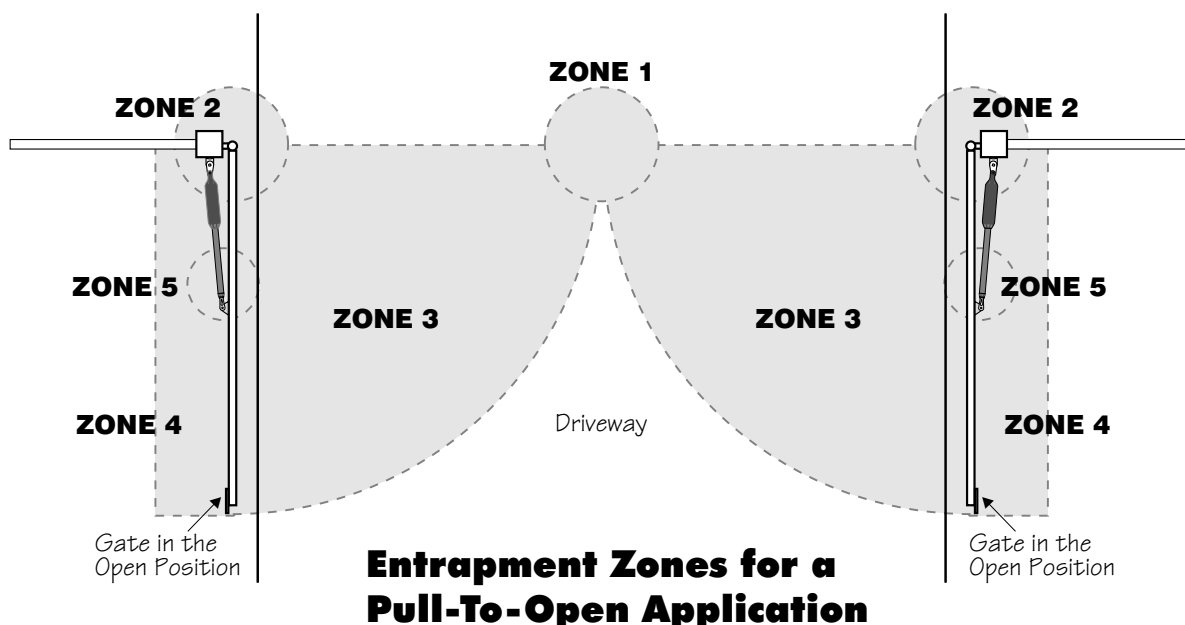 ZONE 1
ZONE 2
ZONE 2
ZONE 5
ZONE 5
ZONE 3
ZONE 3
ZONE 4
Driveway
ZONE 4
Gate in the
Open Position
Gate in the
Open Position
Entrapment Zones for a
Pull-To-Open Application